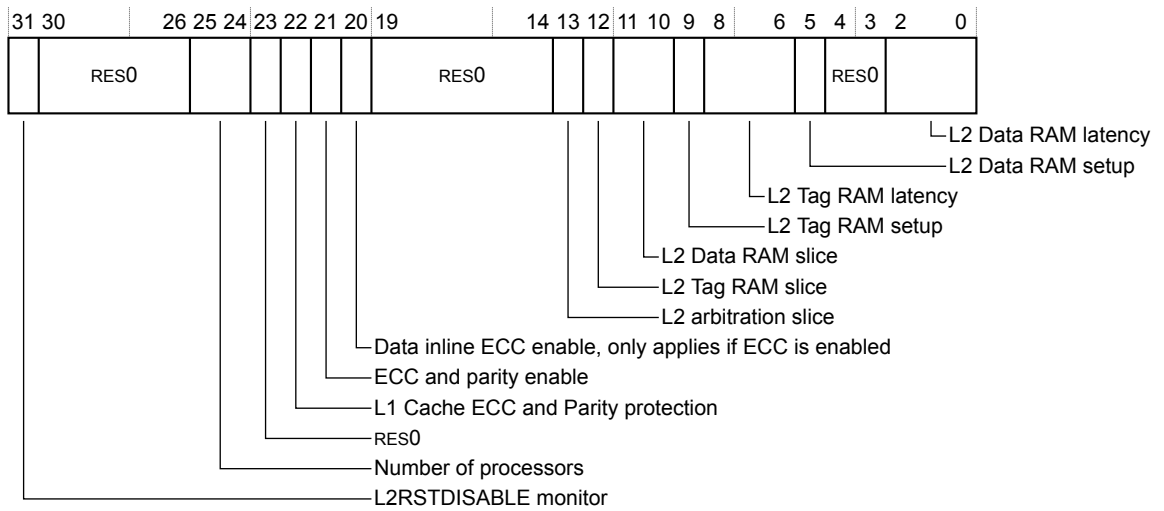 31 30 26 25 24 23 22 21 20 19 14 13 12 11 10 9 8 6 5 4 3 2 0
RES0 RES0 RES0
L2 Data RAM latency
L2 Data RAM setup
L2 Tag RAM latency
L2 Tag RAM setup
L2 Data RAM slice
L2 Tag RAM slice
L2 arbitration slice
Data inline ECC enable, only applies if ECC is enabled
ECC and parity enable
L1 Cache ECC and Parity protection
RES0
Number of processors
L2RSTDISABLE monitor